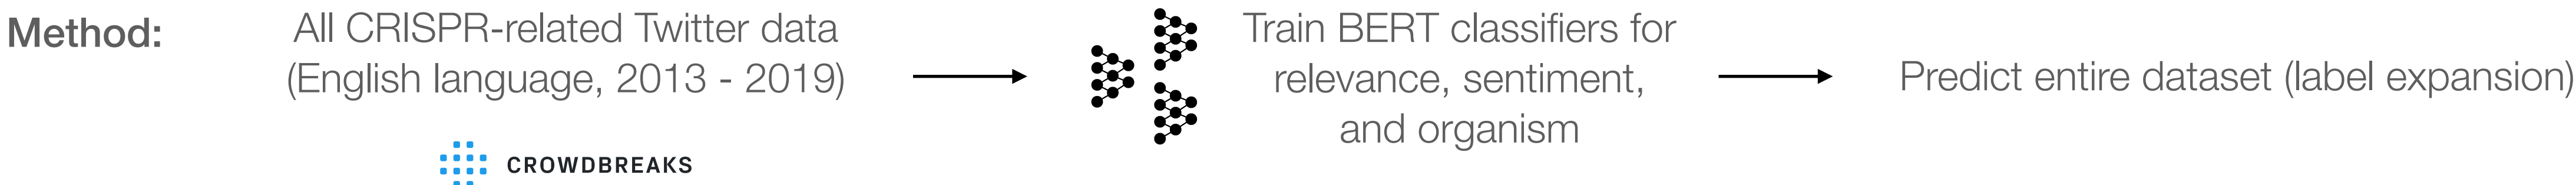 Method:
All CRISPR-related Twitter data
(English language, 2013 - 2019)
CROWDBREAKS
Train BERT classifiers for
relevance, sentiment,
and organism
Predict entire dataset (label expansion)